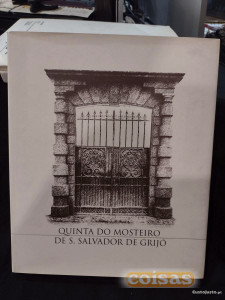 QUINTA DO MOSTEIRO
DE S. SALVADOR DE GRIJÓ
coisas